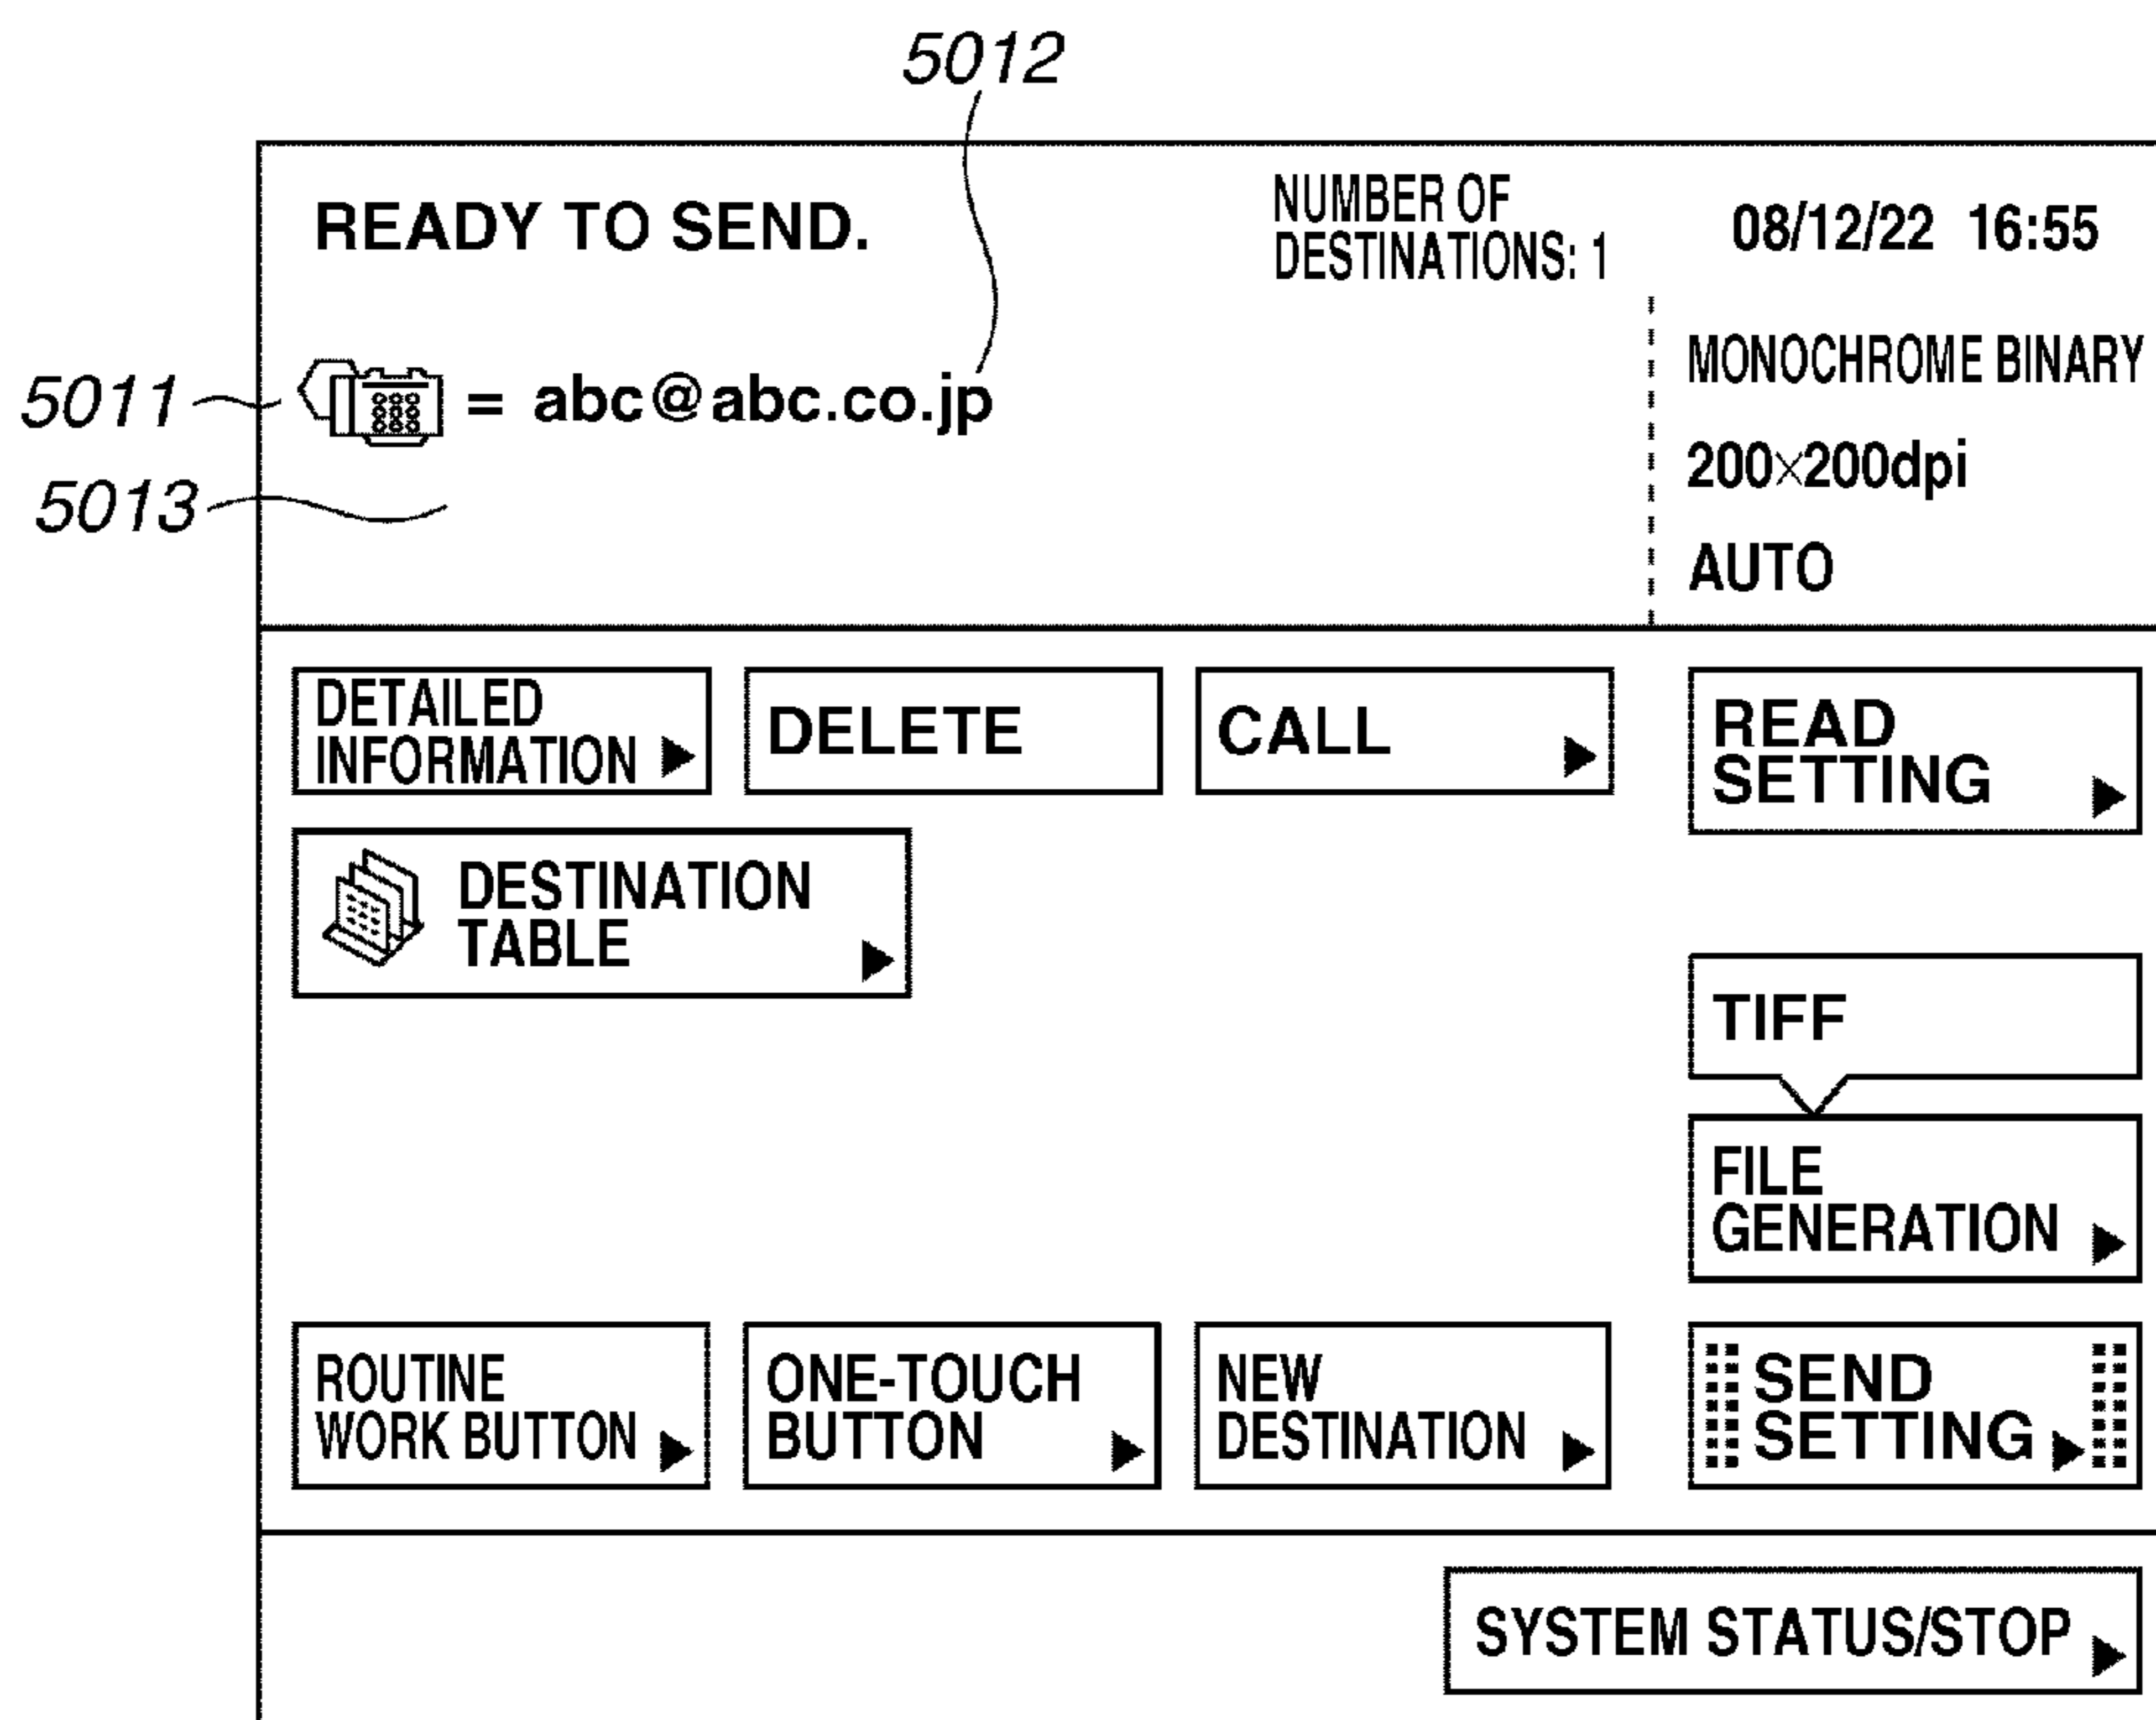 5012
READY TO SEND.
NUMBER OF
DESTINATIONS: 1
08/12/22 16:55
5011
= abc@abc.co.jp
MONOCHROME BINARY
5013
200×200dpi
AUTO
DETAILED
INFORMATION
DELETE
CALL
READ
SETTING
DESTINATION
TABLE
TIFF
FILE
GENERATION
ROUTINE
WORK BUTTON
ONE-TOUCH
BUTTON
NEW
DESTINATION
SEND
SETTING
SYSTEM STATUS/STOP